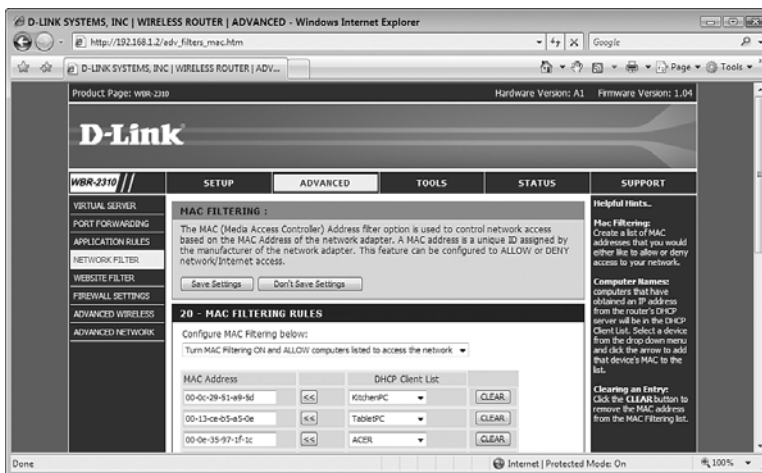 D-LINK SYSTEMS, INC | WIRELESS ROUTER | ADVANCED - Windows Internet Explorer
http://192.168.1.2/adv_filters_mac.htm
Google
D-LINK SYSTEMS, INC | WIRELESS ROUTER | ADV...
Page
Tools
Product Page: WBR-2310
Hardware Version: A1
Firmware Version: 1.04
D-Link
WBR-2310
SETUP
ADVANCED
TOOLS
STATUS
SUPPORT
VIRTUAL SERVER
PORT FORWARDING
APPLICATION RULES
NETWORK FILTER
WEBSITE FILTER
FIREWALL SETTINGS
ADVANCED WIRELESS
ADVANCED NETWORK
MAC FILTERING :
The MAC (Media Access Controller) Address filter option is used to control network access
based on the MAC Address of the network adapter. A MAC address is a unique ID assigned by
the manufacturer of the network adapter. This feature can be configured to ALLOW or DENY
network/Internet access.
Save Settings
Don't Save Settings
20 - MAC FILTERING RULES
Configure MAC Filtering below:
Turn MAC Filtering ON and ALLOW computers listed to access the network
MAC Address
DHCP Client List
00-0c-29-51-a9-5d
<<
KitchenPC
CLEAR
00-13-ce-b5-a5-0e
<<
TabletPC
CLEAR
00-0e-35-97-1f-1c
<<
ACER
CLEAR
Helpful Hints..
Mac Filtering:
Create a list of MAC
addresses that you would
either like to allow or deny
access to your network.
Computer Names:
computers that have
obtained an IP address
from the router's DHCP
server will be in the DHCP
Client List. Select a device
from the drop down menu
and click the arrow to add
that device's MAC to the
list.
Clearing an Entry:
Click the CLEAR button to
remove the MAC address
from the MAC Filtering list.
Done
Internet | Protected Mode: On
100%